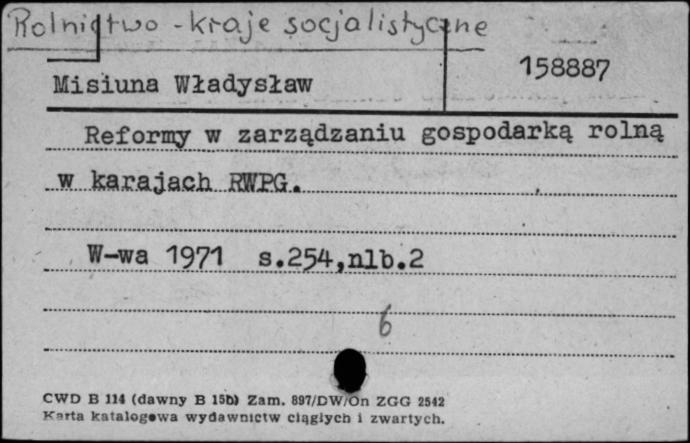 Rolnictwo - kraje socjalistyczne
158887
Misiuna Władysław
Reformy w zarządzaniu gospodarką rolną
w karajach RWPG.
W-wa 1971 s.254,nlb.2
6
CWD B 114 (dawny B 15b) Zam. 897/DW/On ZGG 2542
Karta katalogowa wydawnictw ciągłych i zwartych.